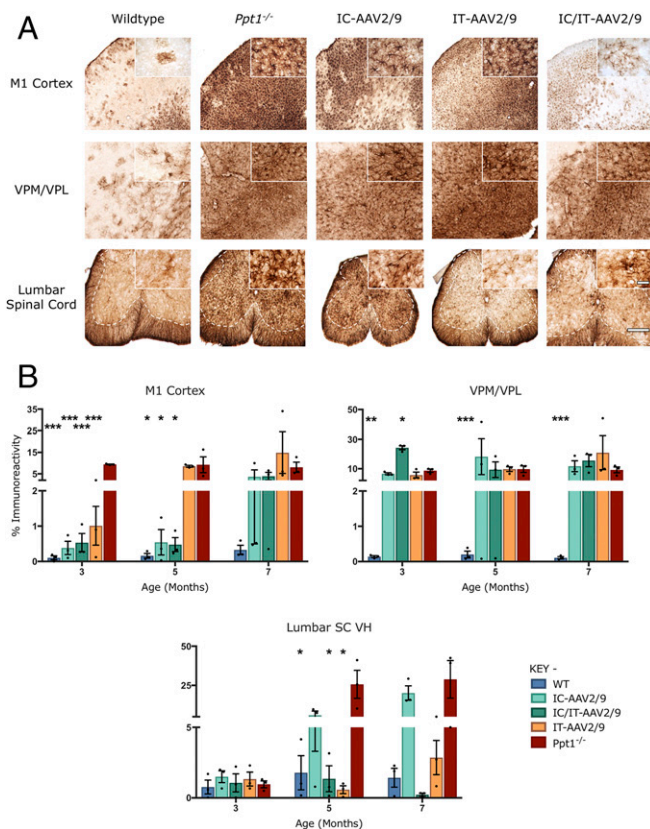 A
Wildtype Ppt1-/- IC-AAV2/9 IT-AAV2/9 IC/IT-AAV2/9
M1 Cortex
VPM/VPL
Lumbar
Spinal Cord
B
M1 Cortex
% Immunoreactivity
35
25
15
5
2
1
0
*** *** *** ***
* * *
3 5 7
Age (Months)
VPM/VPL
50
30
10
2
1
0
** * *** ***
3 5 7
Age (Months)
Lumbar SC VH
50
25
5
0
* * *
3 5 7
Age (Months)
KEY -
WT
IC-AAV2/9
IC/IT-AAV2/9
IT-AAV2/9
Ppt1-/-